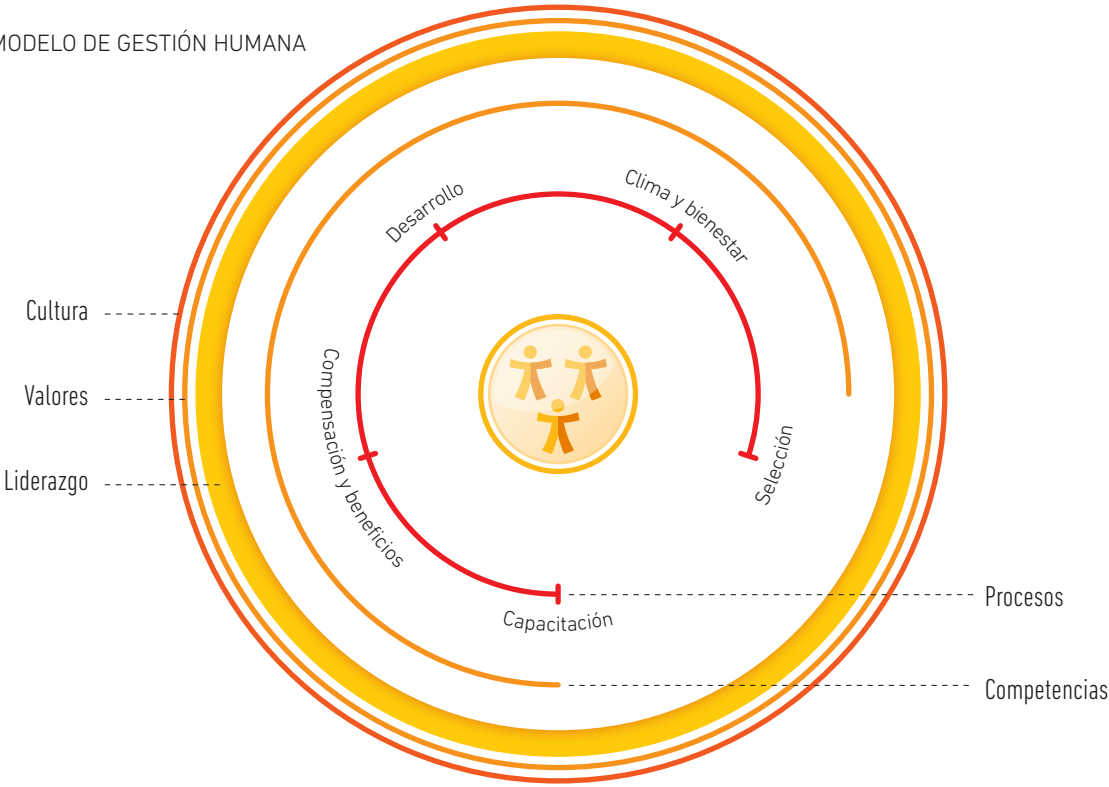 MODELO DE GESTIÓN HUMANA
Desarrollo
Clima y bienestar
Cultura
Valores
Liderazgo
Compensación y beneficios
Selección
Capacitación
Procesos
Competencias